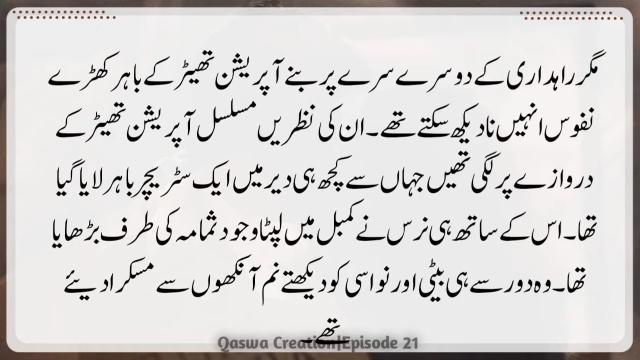 مگر راہداری کے دوسرے سرے پر بنے آپریشن تھیٹر کے باہر کھڑے
نفوس انہیں نا دیکھ سکتے تھے۔ ان کی نظریں مسلسل آپریشن تھیٹر کے
دروازے پر لگی تھیں جہاں سے کچھ ہی دیر میں ایک سٹریچر باہر لایا گیا
تھا۔ اس کے ساتھ ہی نرس نے کمبل میں لپٹا وجود ثمامہ کی طرف بڑھایا
تھا۔ وہ دور سے ہی بیٹی اور نواسی کو دیکھتے نم آنکھوں سے مسکرا دیئے
تھے۔
Qaswa Creation|Episode 21